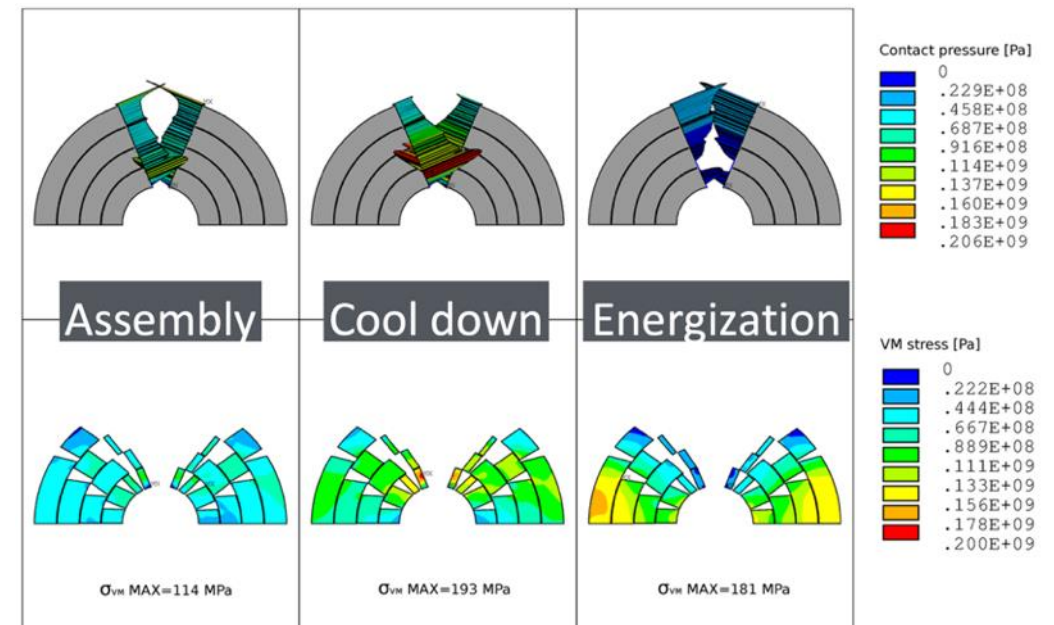 Contact pressure [Pa]
0
.229E+08
.458E+08
.687E+08
.916E+08
.114E+09
.137E+09
.160E+09
.183E+09
.206E+09
Assembly
Cool down
Energization
VM stress [Pa]
0
.222E+08
.444E+08
.667E+08
.889E+08
.111E+09
.133E+09
.156E+09
.178E+09
.200E+09
σVM MAX=114 MPa
σVM MAX=193 MPa
σVM MAX=181 MPa